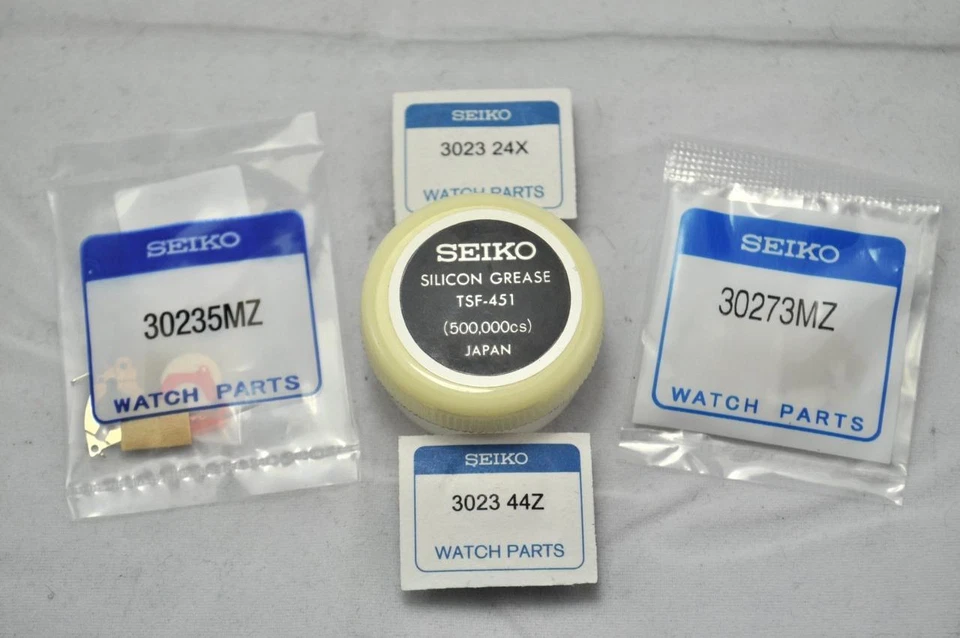 SEIKO
3023 24X
WATCH PARTS
SEIKO
30235MZ
WATCH PARTS
SEIKO
SILICON GREASE
TSF-451
(500,000cs)
JAPAN
SEIKO
30273MZ
WATCH PARTS
SEIKO
3023 44Z
WATCH PARTS